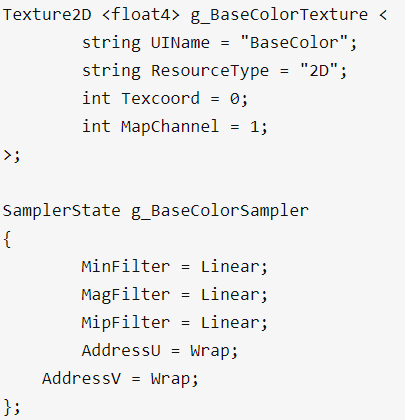 Texture2D <float4> g_BaseColorTexture <
        string UIName = "BaseColor";
        string ResourceType = "2D";
        int Texcoord = 0;
        int MapChannel = 1;
>;

SamplerState g_BaseColorSampler
{
        MinFilter = Linear;
        MagFilter = Linear;
        MipFilter = Linear;
        AddressU = Wrap;
    AddressV = Wrap;
};